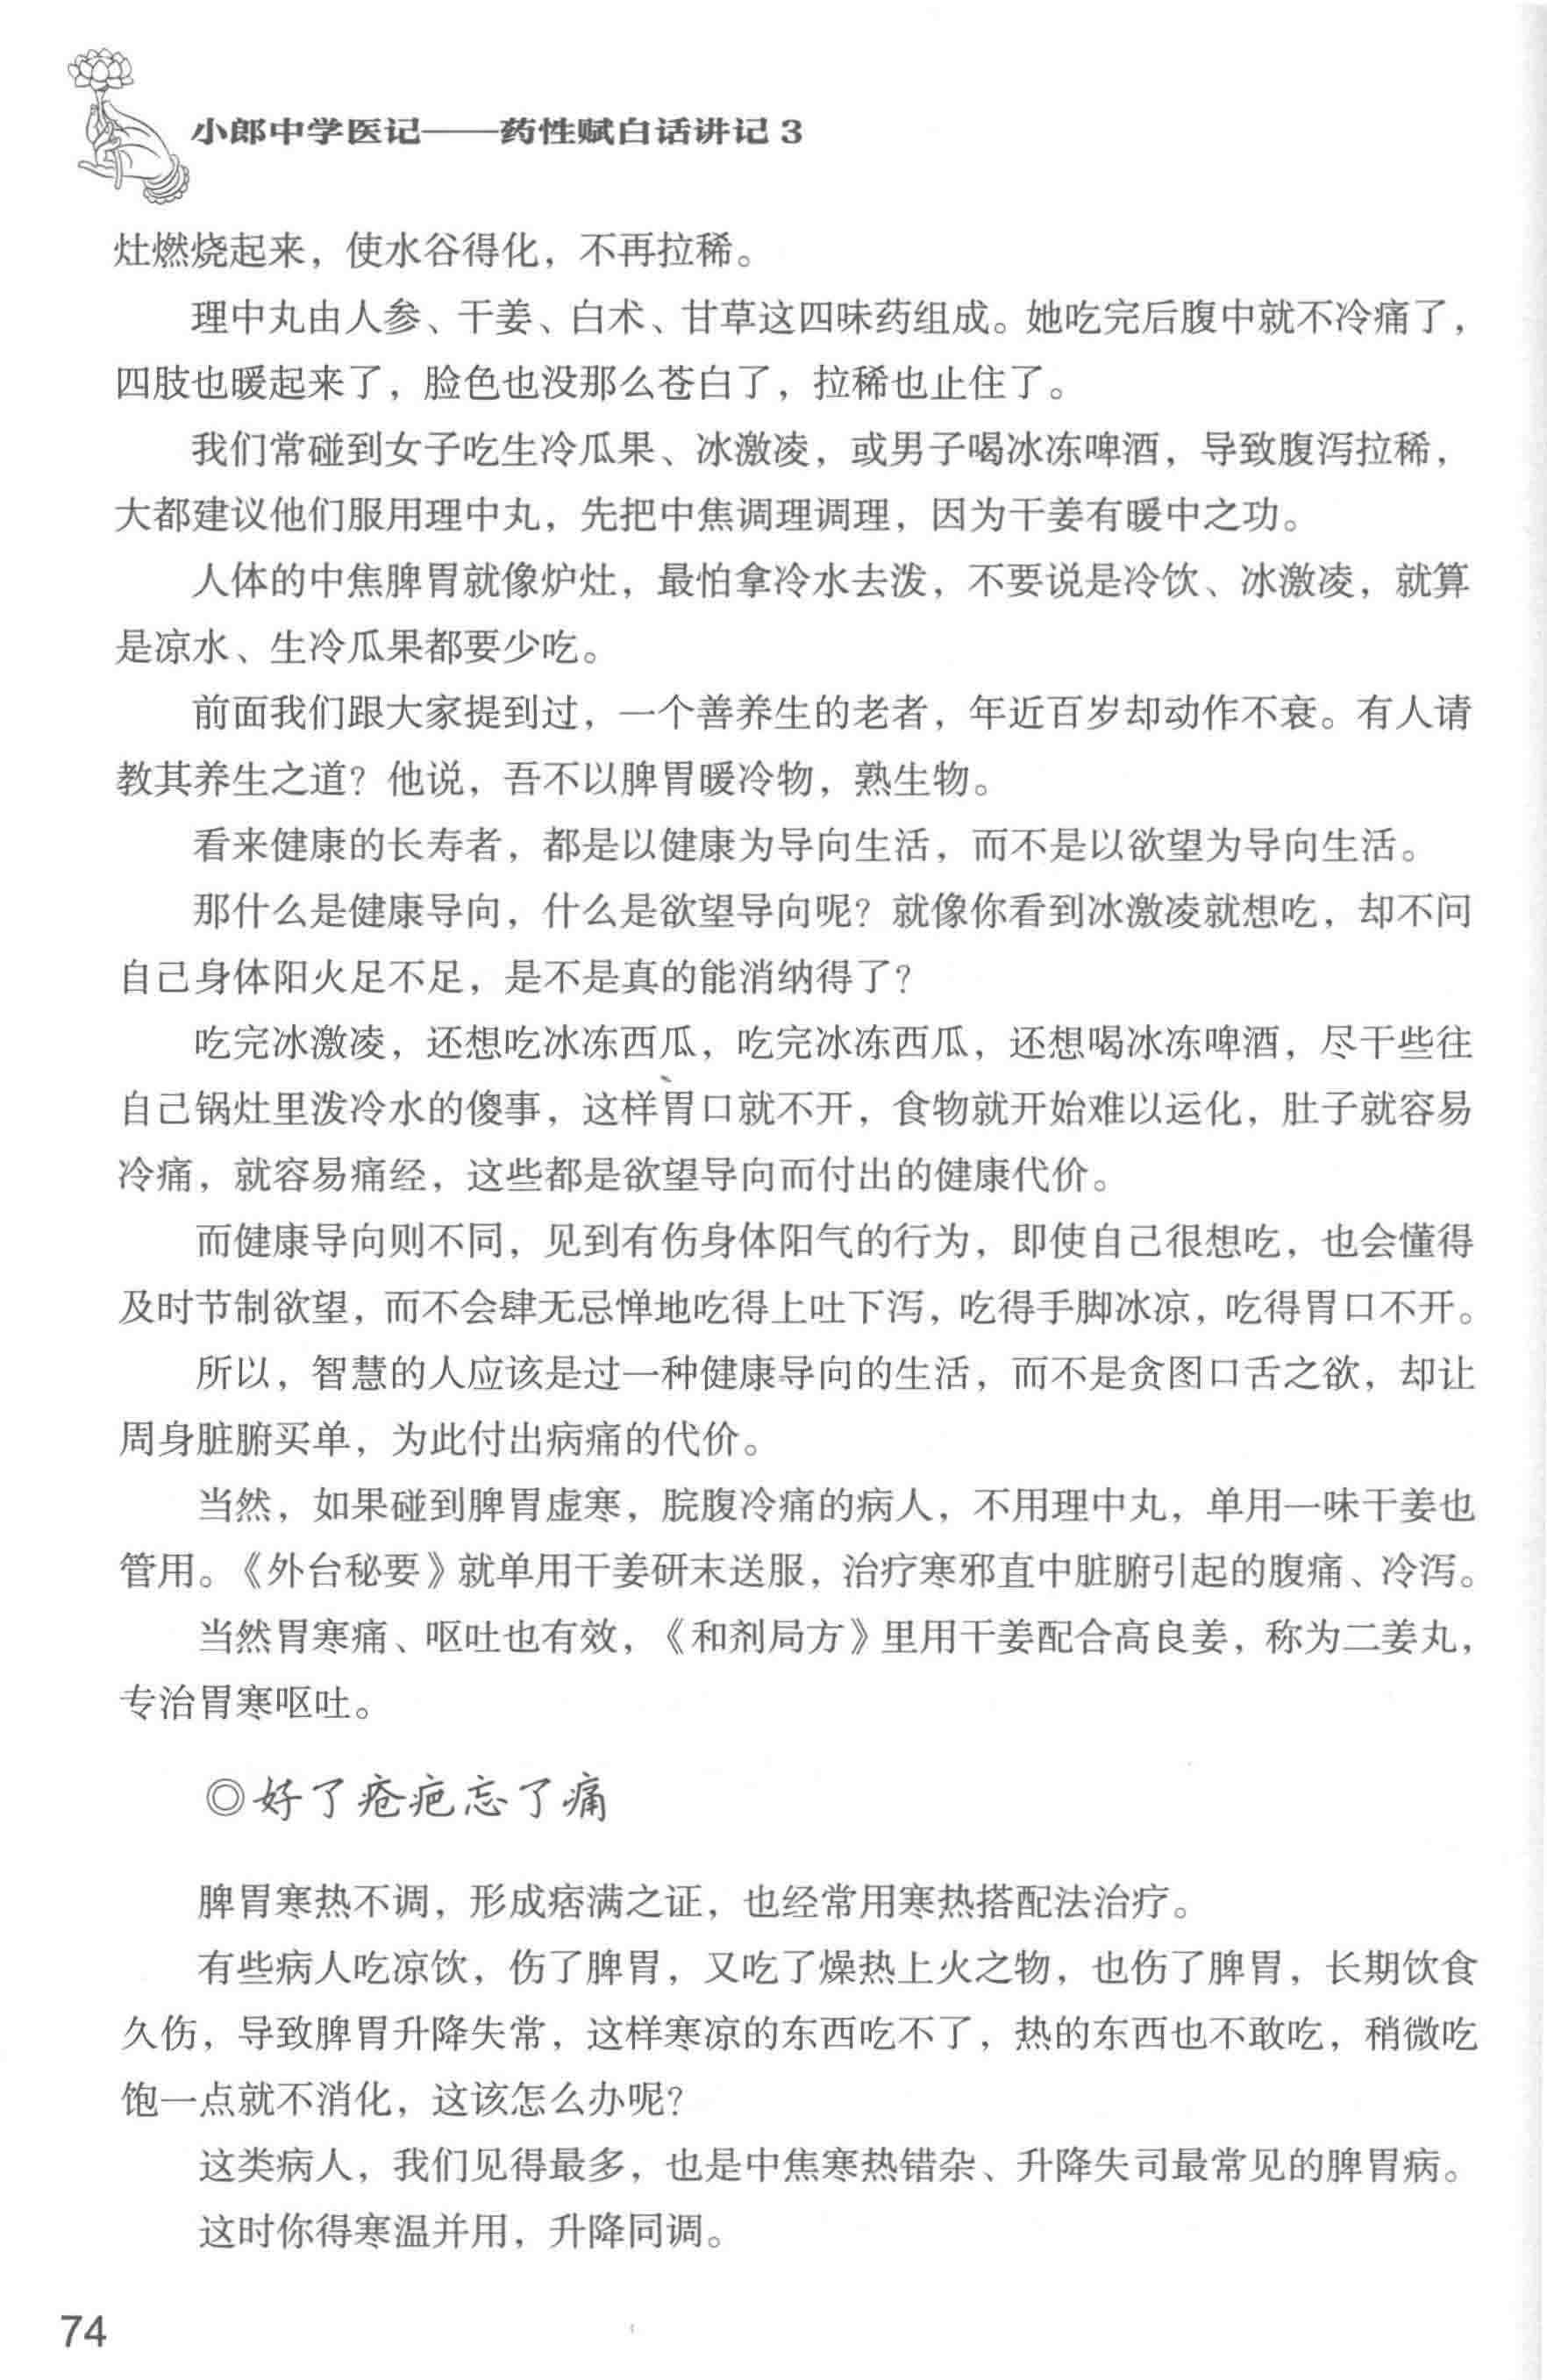 小郎中学医记——药性赋白话讲记 3
灶燃烧起来，使水谷得化，不再拉稀。
理中丸由人参、干姜、白术、甘草这四味药组成。她吃完后腹中就不冷痛了，
四肢也暖起来了，脸色也没那么苍白了，拉稀也止住了。
我们常碰到女子吃生冷瓜果、冰激凌，或男子喝冰冻啤酒，导致腹泻拉稀，
大都建议他们服用理中丸，先把中焦调理调理，因为干姜有暖中之功。
人体的中焦脾胃就像炉灶，最怕拿冷水去泼，不要说是冷饮、冰激凌，就算
是凉水、生冷瓜果都要少吃。
前面我们跟大家提到过，一个善养生的老者，年近百岁却动作不衰。有人请
教其养生之道？他说，吾不以脾胃暖冷物，熟生物。
看来健康的长寿者，都是以健康为导向生活，而不是以欲望为导向生活。
那什么是健康导向，什么是欲望导向呢？就像你看到冰激凌就想吃，却不问
自己身体阳火足不足，是不是真的能消纳得了？
吃完冰激凌，还想吃冰冻西瓜，吃完冰冻西瓜，还想喝冰冻啤酒，尽干些往
自己锅灶里泼冷水的傻事，这样胃口就不开，食物就开始难以运化，肚子就容易
冷痛，就容易痛经，这些都是欲望导向而付出的健康代价。
而健康导向则不同，见到有伤身体阳气的行为，即使自己很想吃，也会懂得
及时节制欲望，而不会肆无忌惮地吃得上吐下泻，吃得手脚冰凉，吃得胃口不开。
所以，智慧的人应该是过一种健康导向的生活，而不是贪图口舌之欲，却让
周身脏腑买单，为此付出病痛的代价。
当然，如果碰到脾胃虚寒，脘腹冷痛的病人，不用理中丸，单用一味干姜也
管用。《外台秘要》就单用干姜研末送服，治疗寒邪直中脏腑引起的腹痛、冷泻。
当然胃寒痛、呕吐也有效，《和剂局方》里用干姜配合高良姜，称为二姜丸，
专治胃寒呕吐。
◎好了疮疤忘了痛
脾胃寒热不调，形成痞满之证，也经常用寒热搭配法治疗。
有些病人吃凉饮，伤了脾胃，又吃了燥热上火之物，也伤了脾胃，长期饮食
久伤，导致脾胃升降失常，这样寒凉的东西吃不了，热的东西也不敢吃，稍微吃
饱一点就不消化，这该怎么办呢？
这类病人，我们见得最多，也是中焦寒热错杂、升降失司最常见的脾胃病。
这时你得寒温并用，升降同调。
74